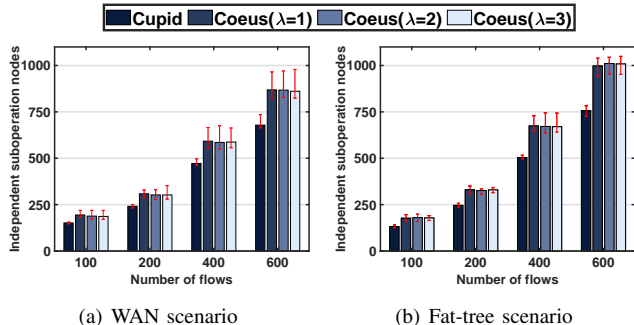 Cupid Coeus(λ=1) Coeus(λ=2) Coeus(λ=3)
Independent suboperation nodes
1000
750
500
250
0
100 200 400 600
Number of flows
(a) WAN scenario
Independent suboperation nodes
1000
750
500
250
0
100 200 400 600
Number of flows
(b) Fat-tree scenario